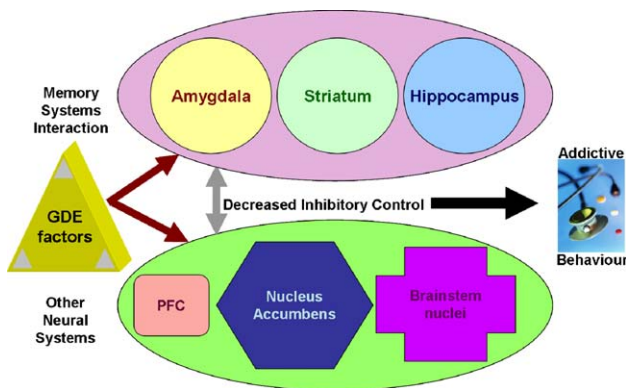 Memory
Systems
Interaction
Amygdala
Striatum
Hippocampus
GDE
factors
Decreased Inhibitory Control
Addictive
Behaviour
Other
Neural
Systems
PFC
Nucleus
Accumbens
Brainstem
nuclei